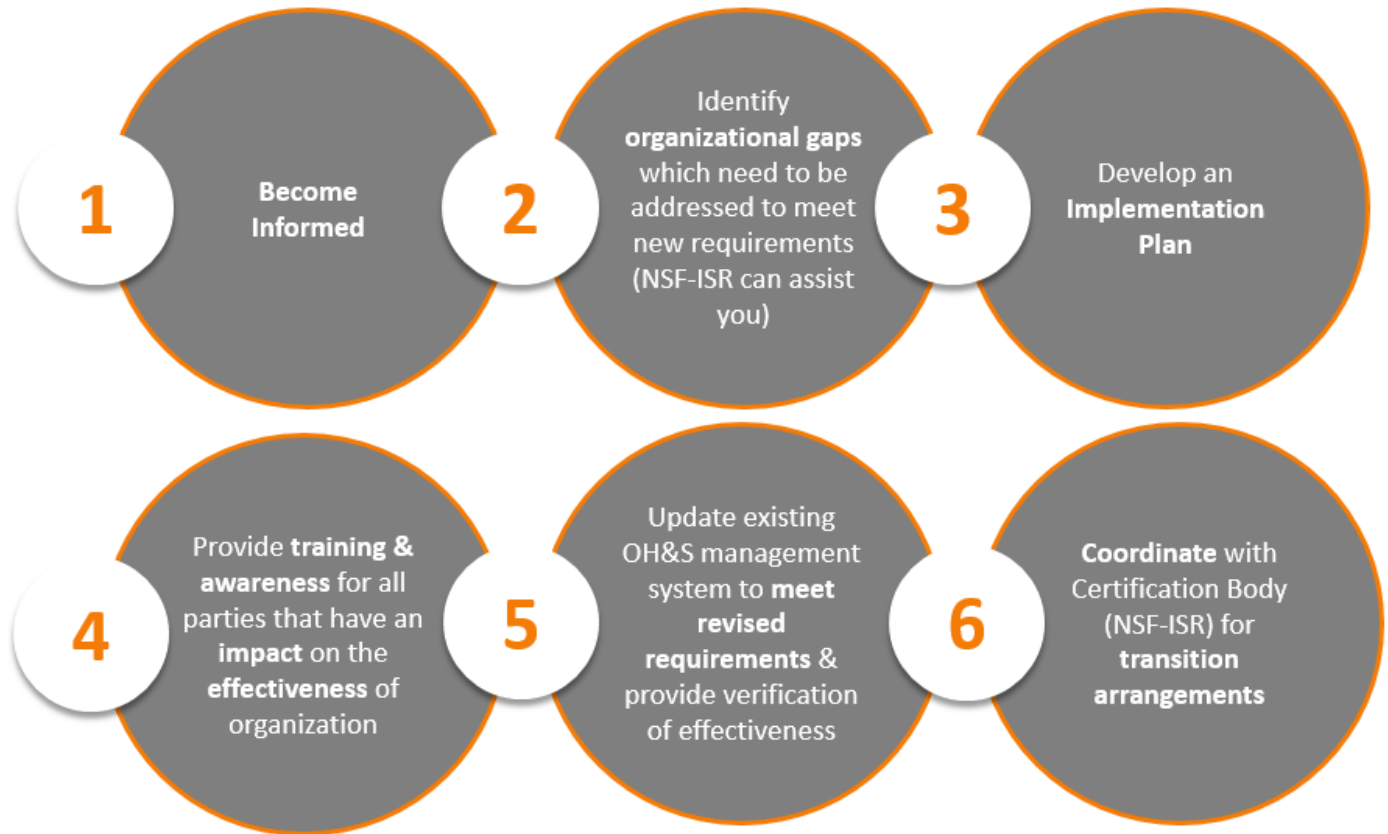 1
Become
Informed
2
Identify
organizational gaps
which need to be
addressed to meet
new requirements
(NSF-ISR can assist
you)
3
Develop an
Implementation
Plan
4
Provide training &
awareness for all
parties that have an
impact on the
effectiveness of
organization
5
Update existing
OH&S management
system to meet
revised
requirements &
provide verification
of effectiveness
6
Coordinate with
Certification Body
(NSF-ISR) for
transition
arrangements